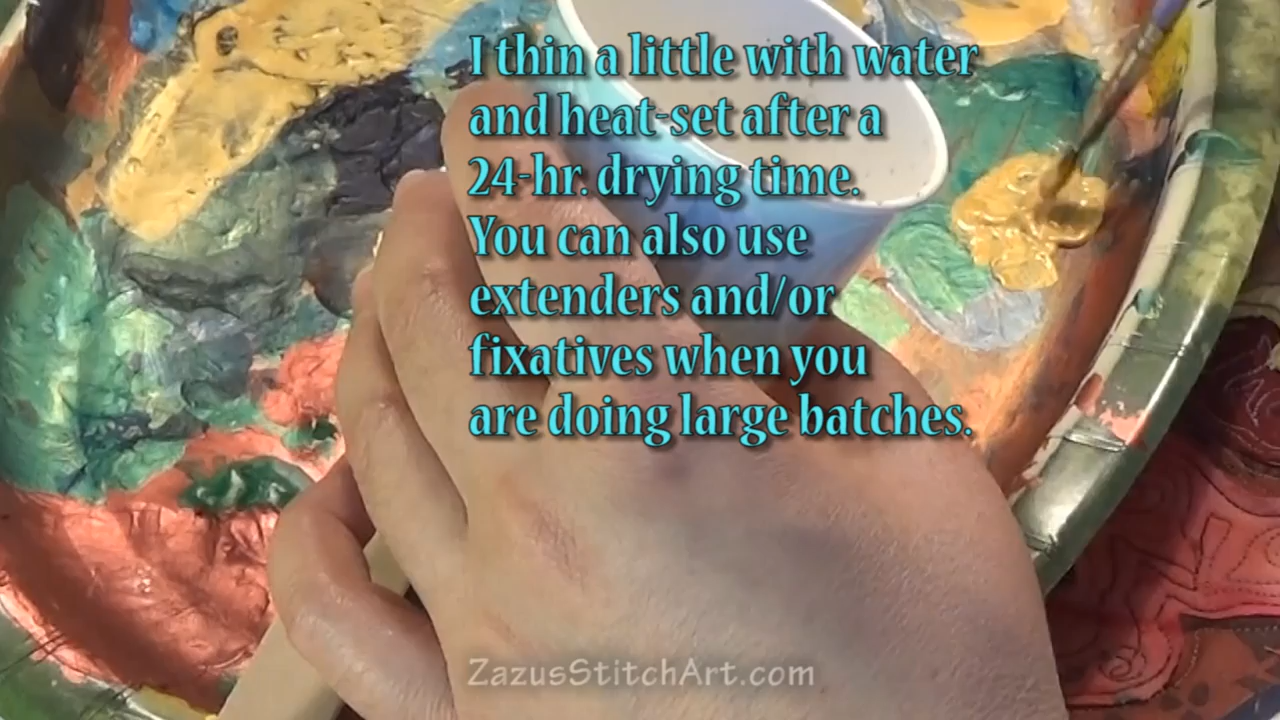 I thin a little with water
and heat-set after a
24-hr. drying time.
You can also use
extenders and/or
fixatives when you
are doing large batches.
ZazusStitchArt.com